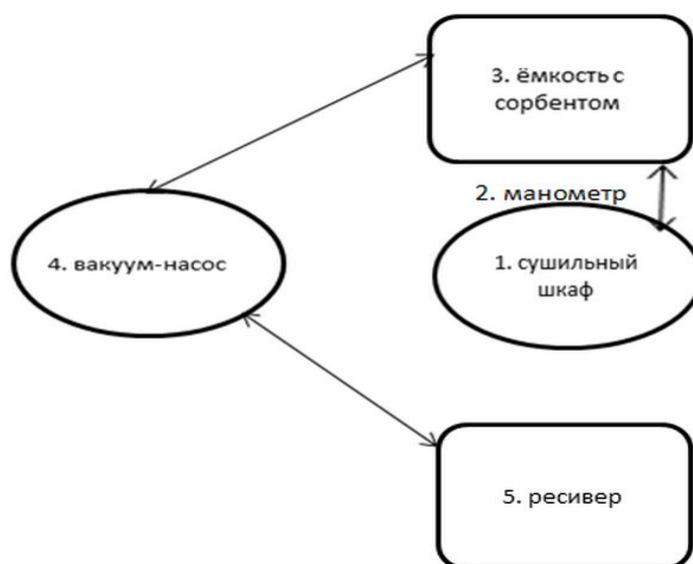 3. ёмкость с
сорбентом
2. манометр
4. вакуум-насос
1. сушильный
шкаф
5. ресивер